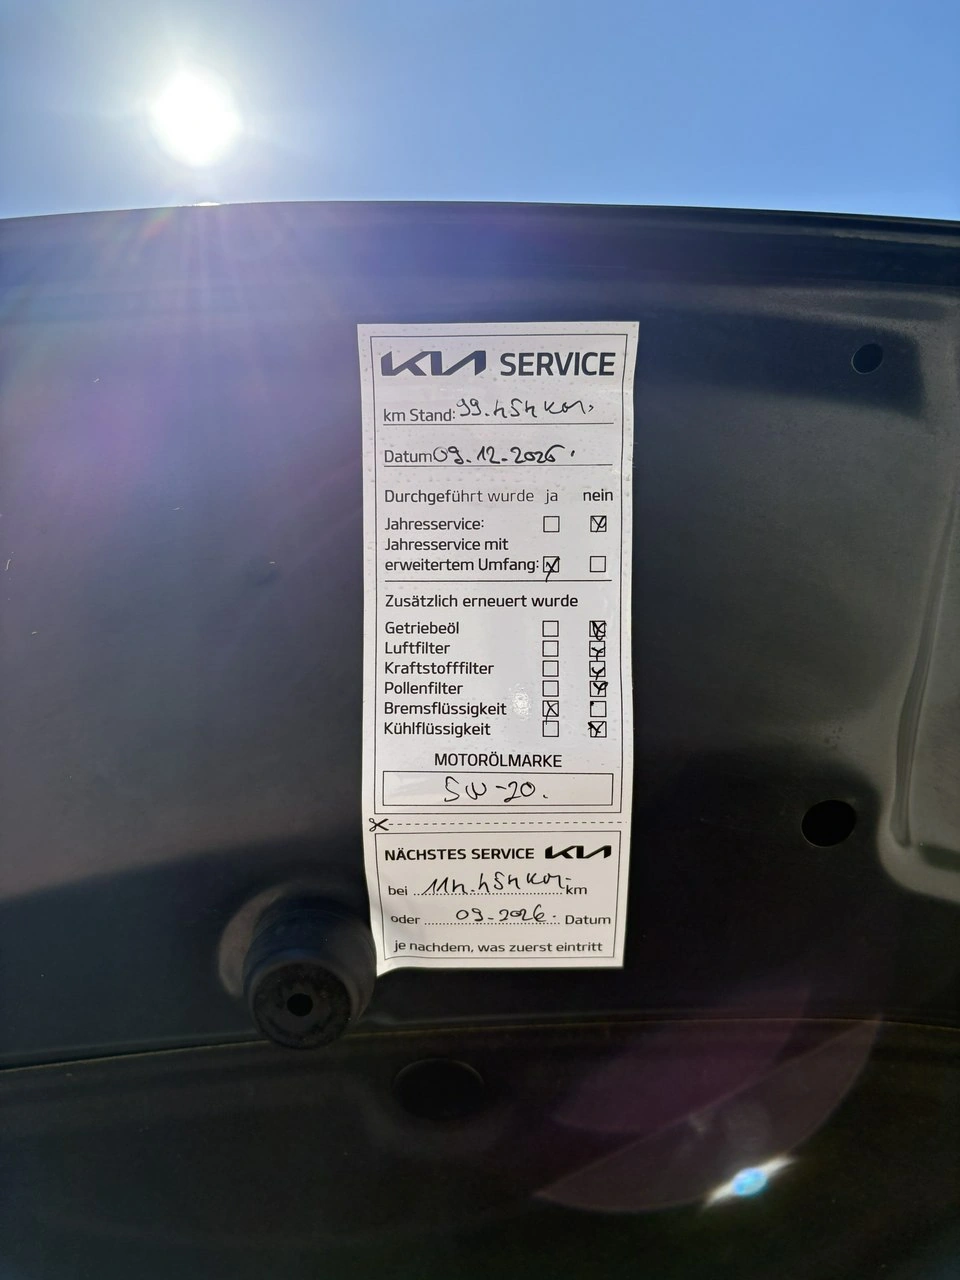 KIA SERVICE
km Stand: 99.454 km.
Datum 09.12.2025.
Durchgeführt wurde ja nein
Jahresservice:
Jahresservice mit
erweitertem Umfang:
Zusätzlich erneuert wurde
Getriebeöl
Luftfilter
Kraftstofffilter
Pollenfilter
Bremsflüssigkeit
Kühlflüssigkeit
MOTORÖLMARKE
5W-20.
NÄCHSTES SERVICE KIA
bei 114.454 km. km
oder 09-2026. Datum
je nachdem, was zuerst eintritt